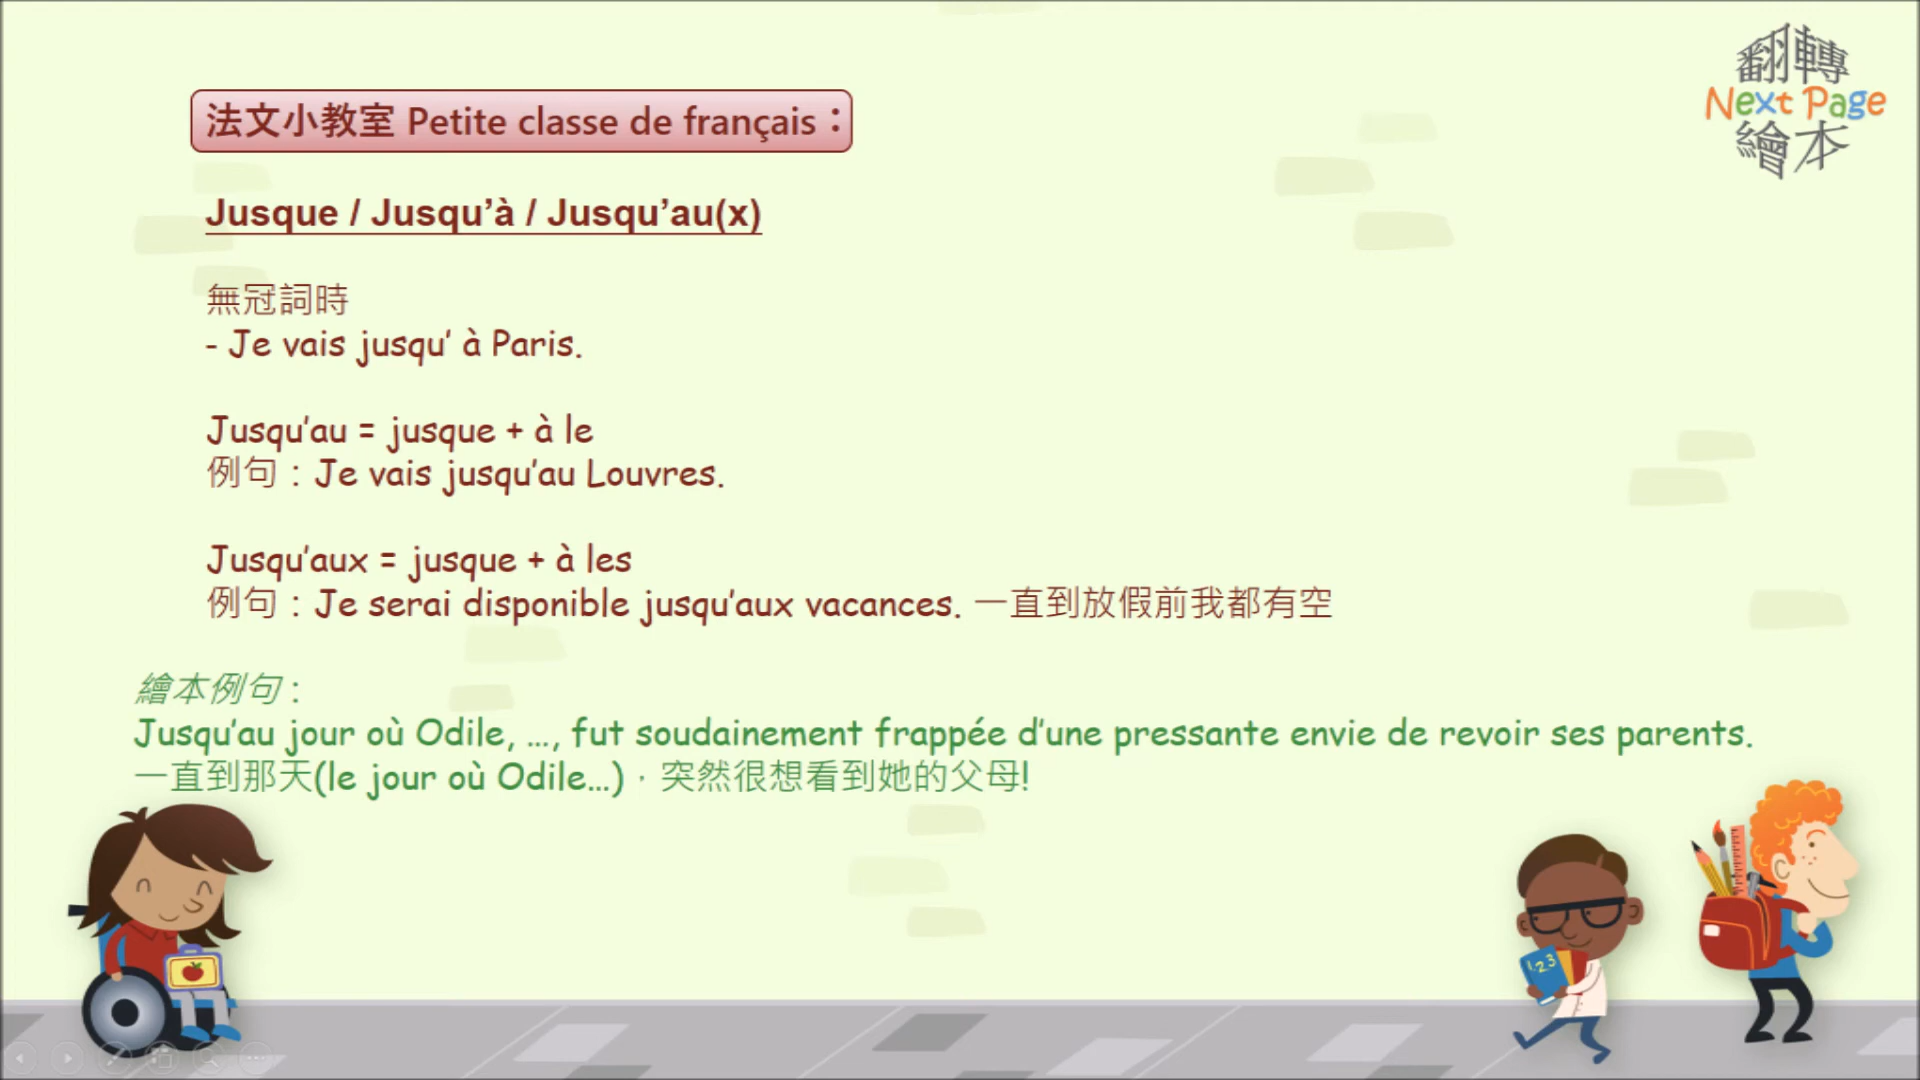 翻轉
Next Page
繪本
法文小教室 Petite classe de français：
Jusque / Jusqu’à / Jusqu’au(x)
無冠詞時
- Je vais jusqu’ à Paris.
Jusqu’au = jusque + à le
例句：Je vais jusqu’au Louvres.
Jusqu’aux = jusque + à les
例句：Je serai disponible jusqu’aux vacances. 一直到放假前我都有空
繪本例句：
Jusqu’au jour où Odile, …, fut soudainement frappée d’une pressante envie de revoir ses parents.
一直到那天(le jour où Odile…)，突然很想看到她的父母!
1,2,3